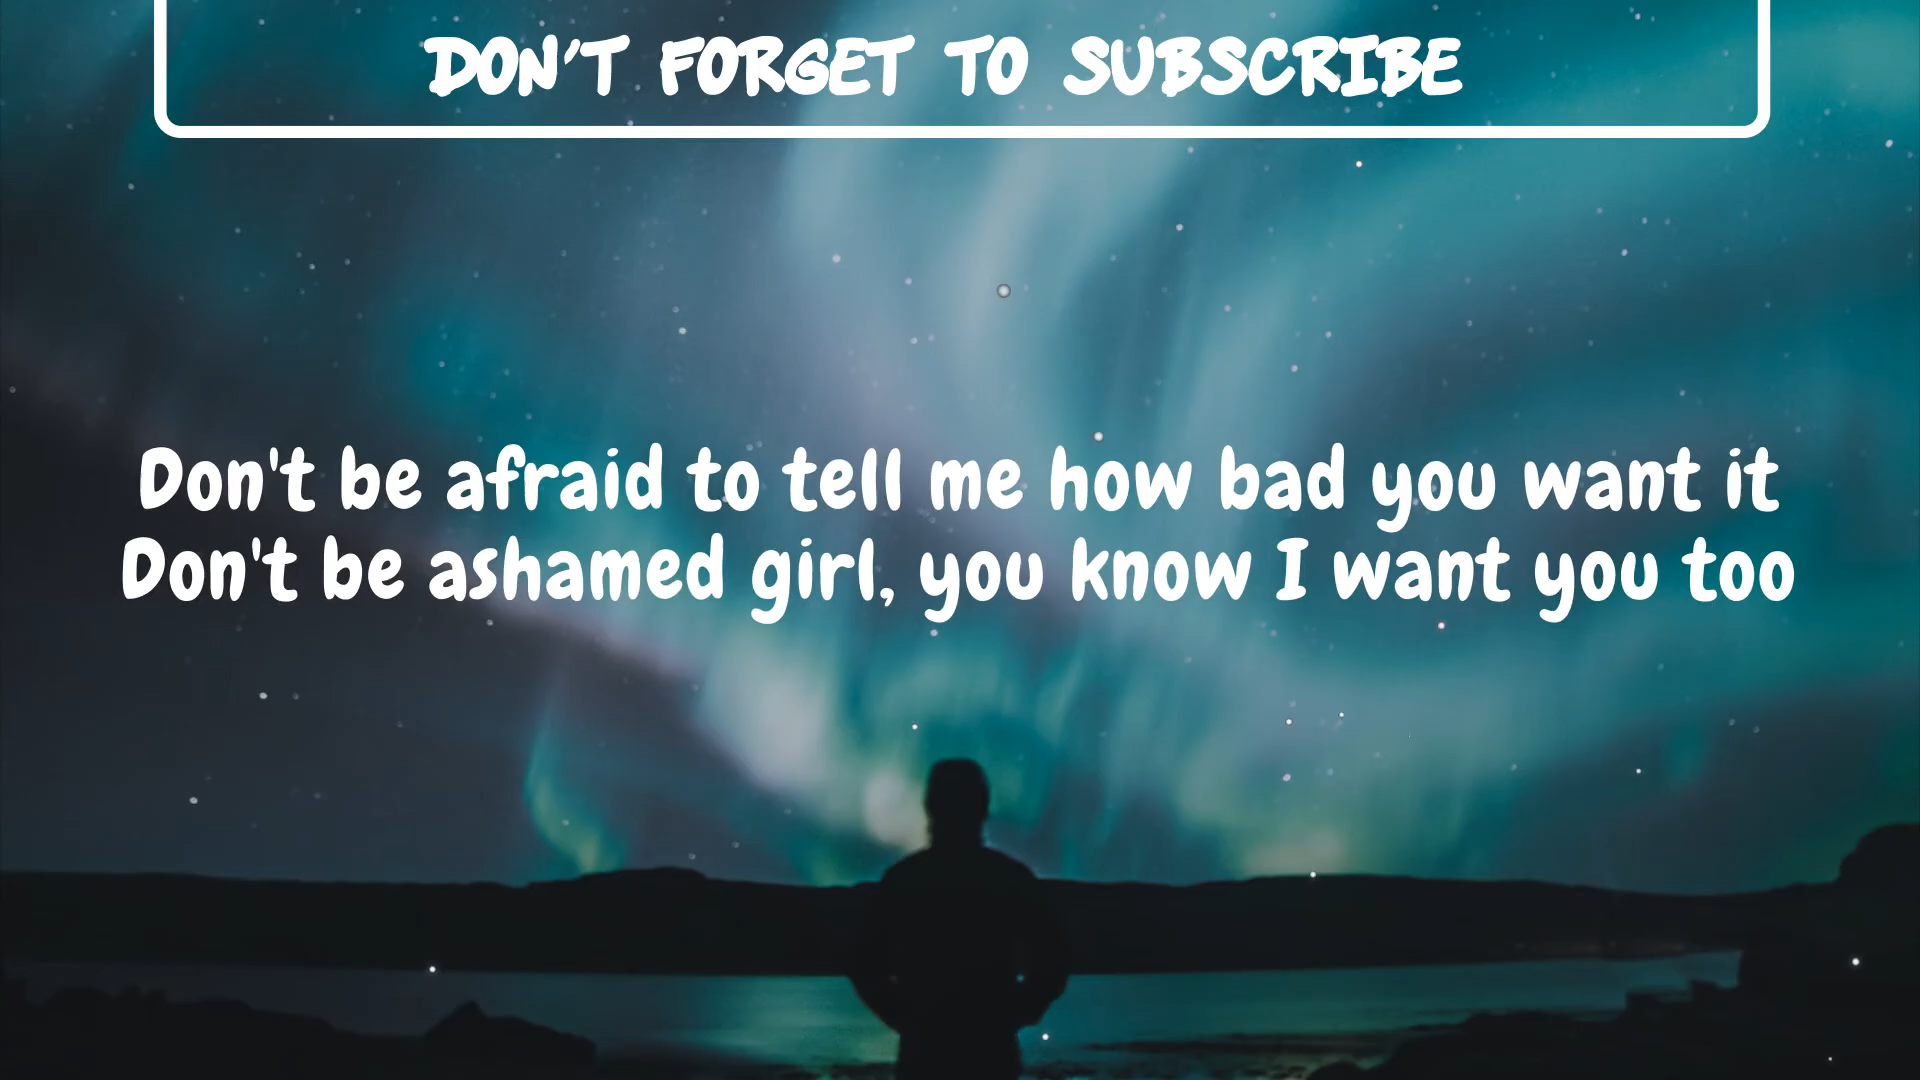 DON'T FORGET TO SUBSCRIBE
Don't be afraid to tell me how bad you want it
Don't be ashamed girl, you know I want you too